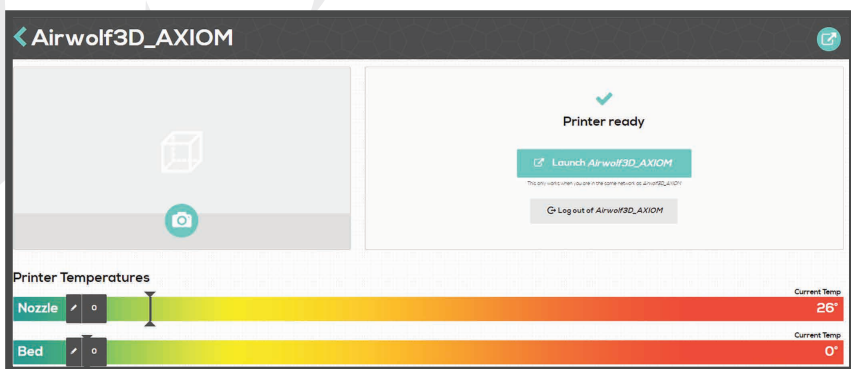 Airwolf3D_AXIOM
Printer ready
Launch Airwolf3D_AXIOM
This only works when you are in the same network as Airwolf3D_AXIOM
Log out of Airwolf3D_AXIOM
Printer Temperatures
Current Temp
Nozzle 0 26°
Current Temp
Bed 0 0°